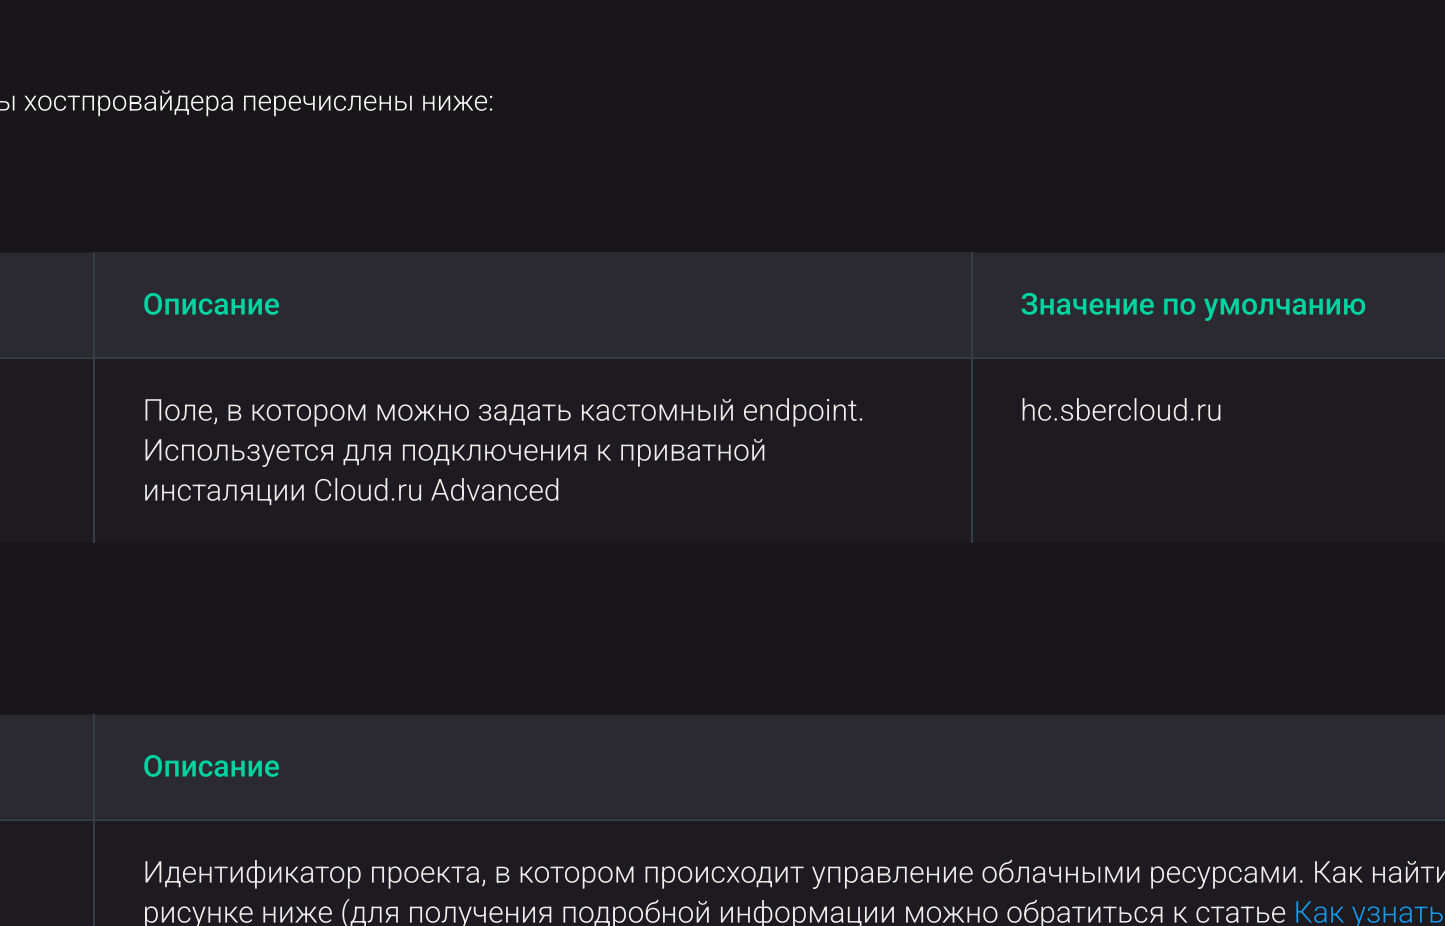 ы хостпровайдера перечислены ниже:
Описание
Значение по умолчанию
Поле, в котором можно задать кастомный endpoint.
Используется для подключения к приватной
инсталяции Cloud.ru Advanced
hc.sbercloud.ru
Описание
Идентификатор проекта, в котором происходит управление облачными ресурсами. Как найти
рисунке ниже (для получения подробной информации можно обратиться к статье Как узнать